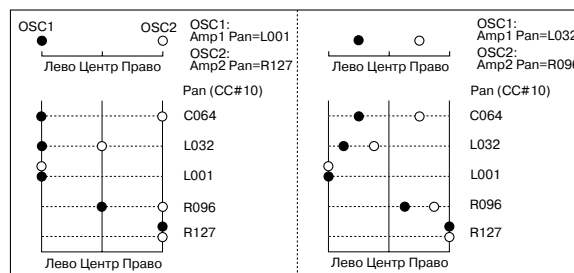 OSC1 OSC2
OSC1:
Amp1 Pan=L001
OSC2:
Amp2 Pan=R127
Лево Центр Право
Pan (CC#10)
C064
L032
L001
R096
R127
Лево Центр Право
OSC1:
Amp1 Pan=L032
OSC2:
Amp2 Pan=R096
Лево Центр Право
Pan (CC#10)
C064
L032
L001
R096
R127
Лево Центр Право